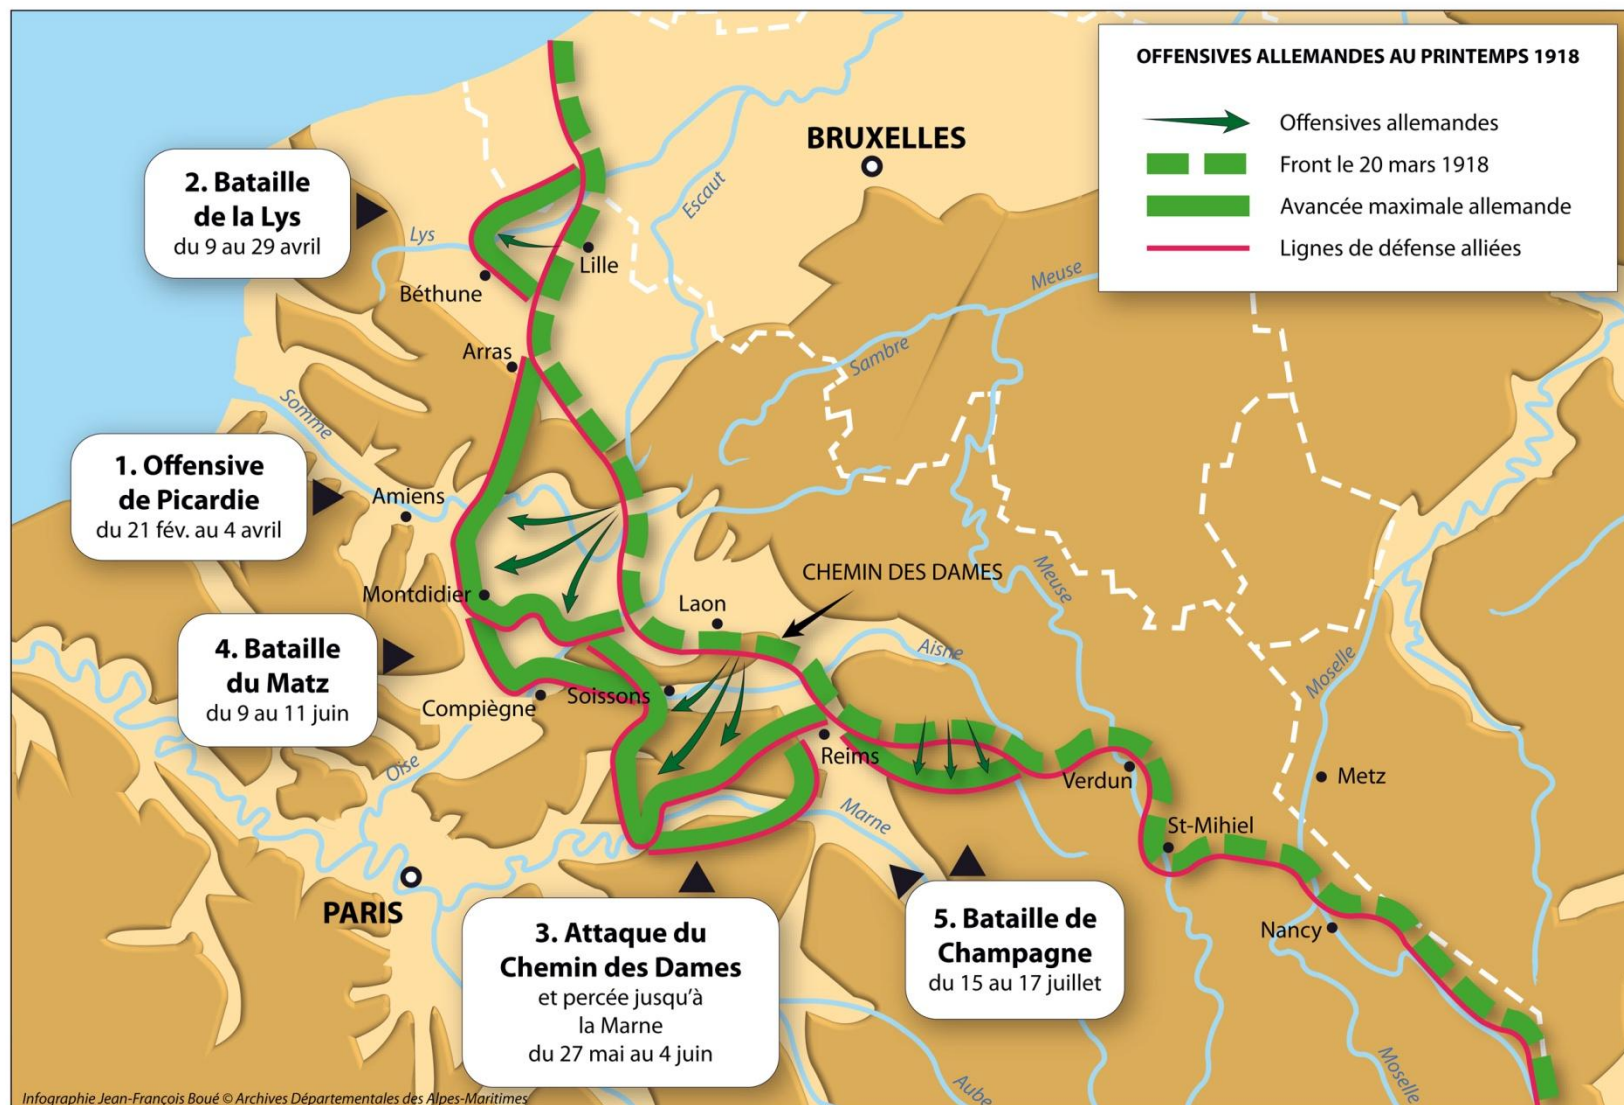 OFFENSIVES ALLEMANDES AU PRINTEMPS 1918
Offensives allemandes
Front le 20 mars 1918
Avancée maximale allemande
Lignes de défense alliées
BRUXELLES
2. Bataille
de la Lys
du 9 au 29 avril
Escaut
Lys
Lille
Béthune
Meuse
Sambre
Arras
Somme
1. Offensive
de Picardie
du 21 fév. au 4 avril
Amiens
CHEMIN DES DAMES
Meuse
Montdidier
Laon
Aisne
Moselle
4. Bataille
du Matz
du 9 au 11 juin
Compiègne
Soissons
Oise
Reims
Verdun
Metz
Marne
St-Mihiel
PARIS
Nancy
3. Attaque du
Chemin des Dames
et percée jusqu'à
la Marne
du 27 mai au 4 juin
5. Bataille de
Champagne
du 15 au 17 juillet
Aube
Moselle
Infographie Jean-François Boué © Archives Départementales des Alpes-Maritimes